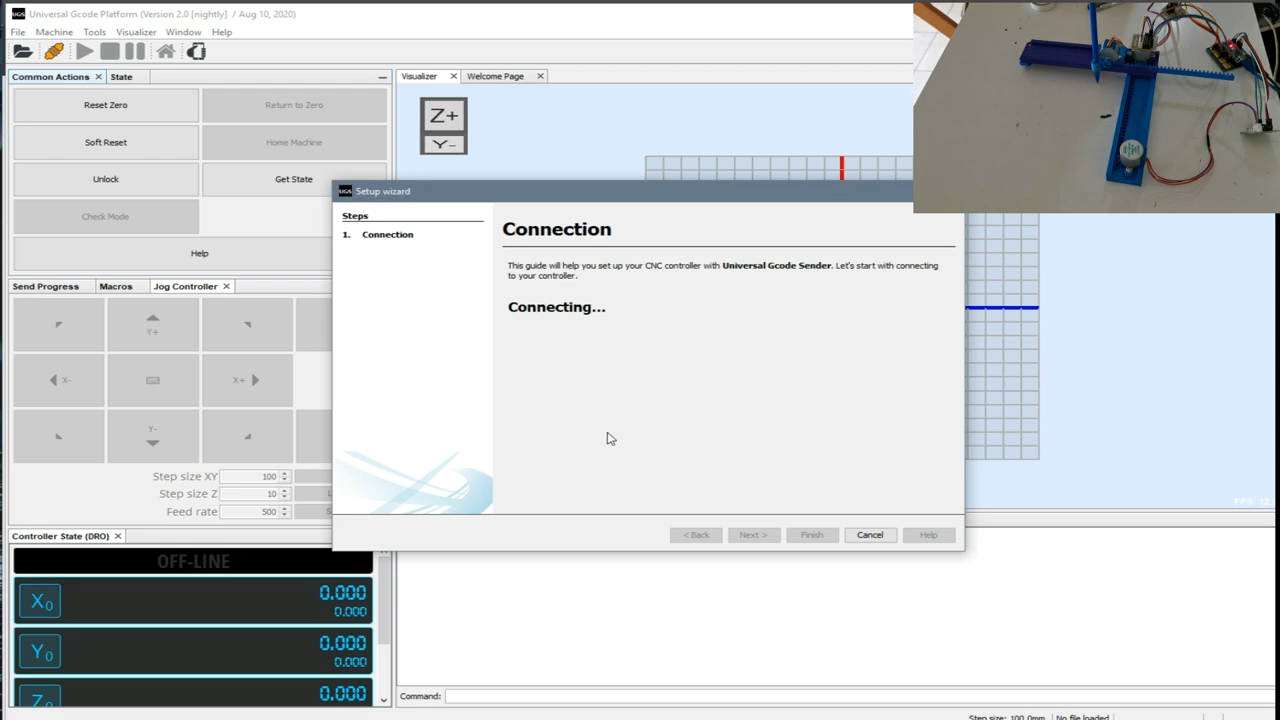 UGS Universal Gcode Platform (Version 2.0 [nightly] / Aug 10, 2020)
File Machine Tools Visualizer Window Help
Common Actions State
Visualizer Welcome Page
Reset Zero Return to Zero
Soft Reset Home Machine
Unlock Get State
Check Mode
Help
Z+
Y-
Send Progress Macros Jog Controller
Y+
X- X+
Y-
Step size XY 100
Step size Z 10
Feed rate 500
UGS Setup wizard
Steps
1. Connection
Connection
This guide will help you set up your CNC controller with Universal Gcode Sender. Let's start with connecting
to your controller.
Connecting...
< Back Next > Finish Cancel Help
Controller State (DRO)
OFF-LINE
X0 0.000
0.000
Y0 0.000
0.000
Z0 0.000
Command:
Step size: 100.0mm No file loaded